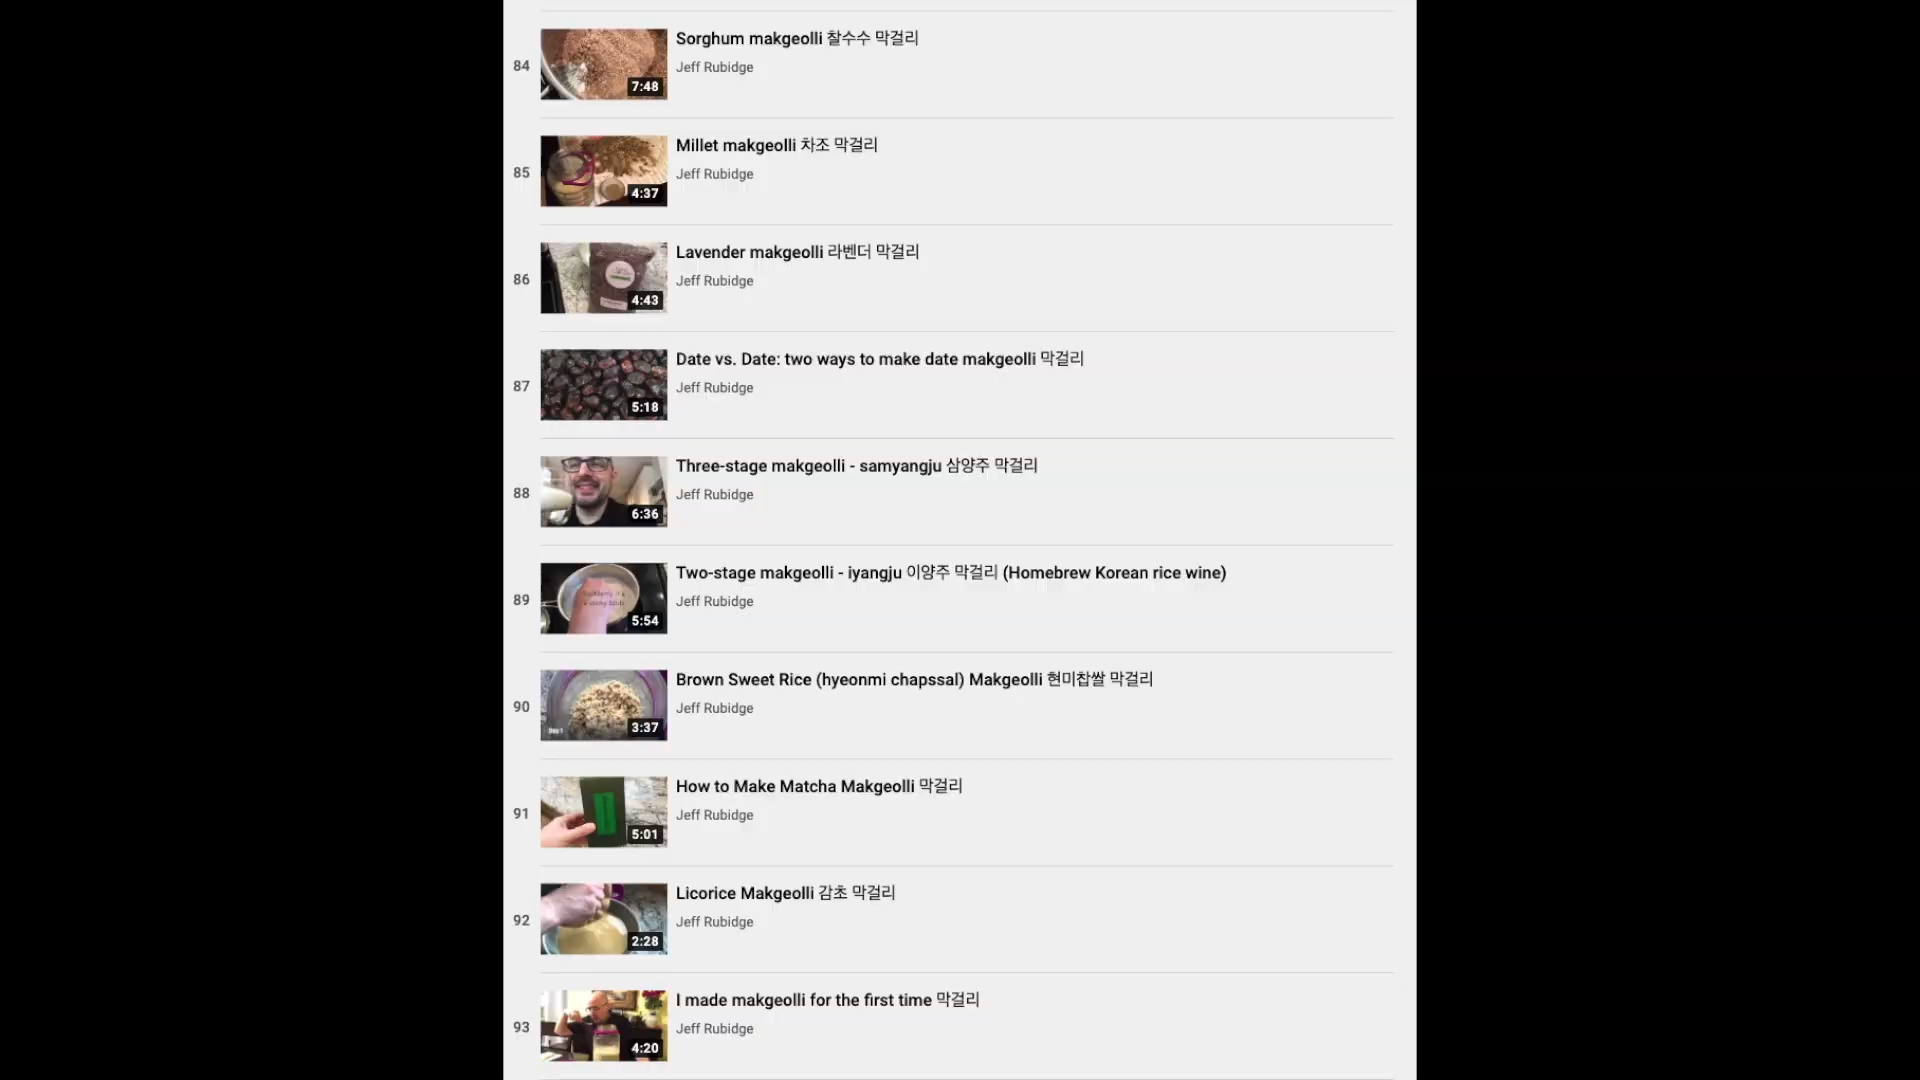 84
7:48
Sorghum makgeolli 찰수수 막걸리
Jeff Rubidge
85
4:37
Millet makgeolli 차조 막걸리
Jeff Rubidge
86
4:43
Lavender makgeolli 라벤더 막걸리
Jeff Rubidge
87
5:18
Date vs. Date: two ways to make date makgeolli 막걸리
Jeff Rubidge
88
6:36
Three-stage makgeolli - samyangju 삼양주 막걸리
Jeff Rubidge
89
5:54
Two-stage makgeolli - iyangju 이양주 막걸리 (Homebrew Korean rice wine)
Jeff Rubidge
90
3:37
Brown Sweet Rice (hyeonmi chapssal) Makgeolli 현미찹쌀 막걸리
Jeff Rubidge
91
5:01
How to Make Matcha Makgeolli 막걸리
Jeff Rubidge
92
2:28
Licorice Makgeolli 감초 막걸리
Jeff Rubidge
93
4:20
I made makgeolli for the first time 막걸리
Jeff Rubidge